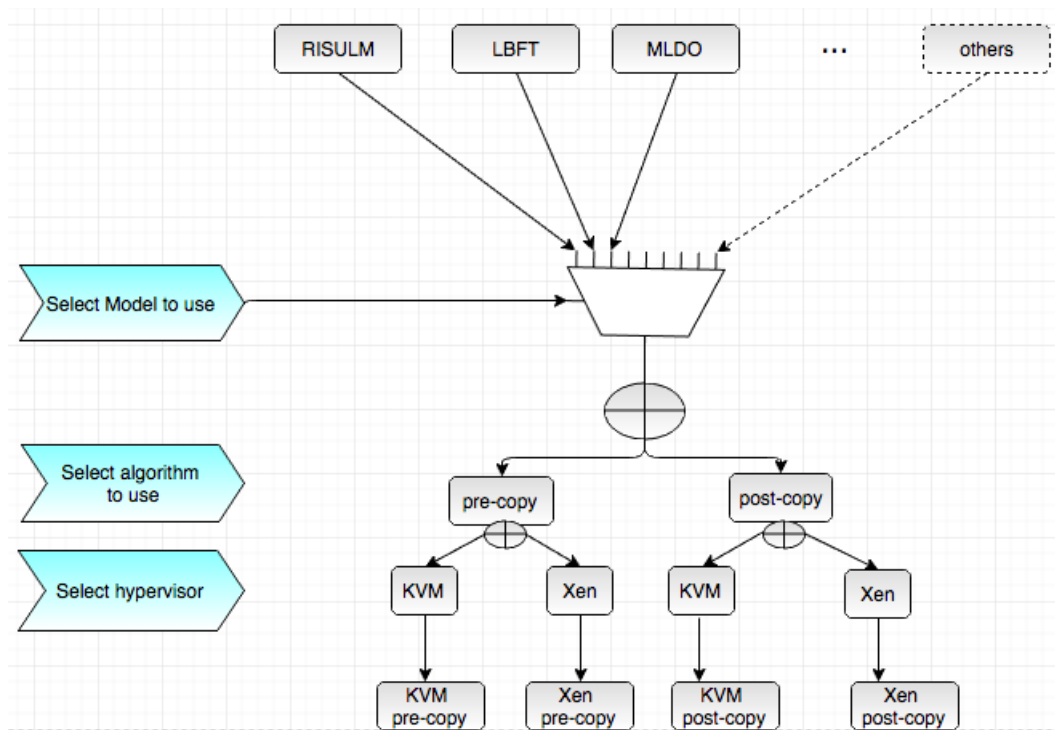 RISULM
LBFT
MLDO
...
others
Select Model to use
Select algorithm
to use
pre-copy
post-copy
Select hypervisor
KVM
Xen
KVM
Xen
KVM
pre-copy
Xen
pre-copy
KVM
post-copy
Xen
post-copy